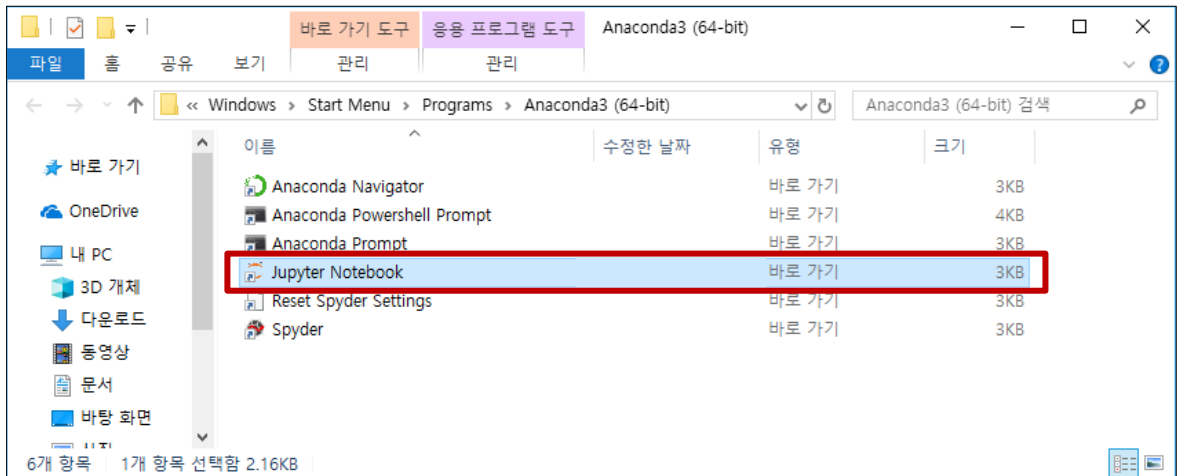 바로 가기 도구 응용 프로그램 도구 Anaconda3 (64-bit)
파일 홈 공유 보기 관리 관리
« Windows > Start Menu > Programs > Anaconda3 (64-bit) Anaconda3 (64-bit) 검색
이름 수정한 날짜 유형 크기
바로 가기
OneDrive
내 PC
3D 개체
다운로드
동영상
문서
바탕 화면
Anaconda Navigator 바로 가기 3KB
Anaconda Powershell Prompt 바로 가기 4KB
Anaconda Prompt 바로 가기 3KB
Jupyter Notebook 바로 가기 3KB
Reset Spyder Settings 바로 가기 3KB
Spyder 바로 가기 3KB
6개 항목 1개 항목 선택함 2.16KB